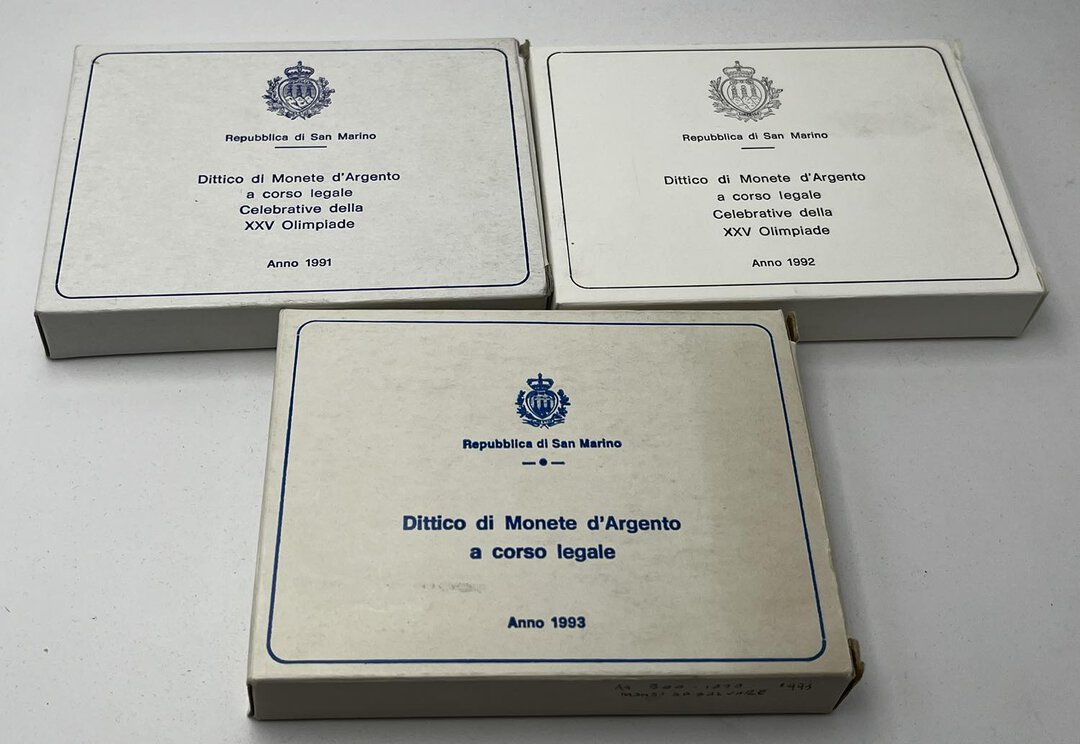 Repubblica di San Marino
Dittico di Monete d'Argento
a corso legale
Celebrative della
XXV Olimpiade
Anno 1991
Repubblica di San Marino
Dittico di Monete d'Argento
a corso legale
Celebrative della
XXV Olimpiade
Anno 1992
Repubblica di San Marino
Dittico di Monete d'Argento
a corso legale
Anno 1993